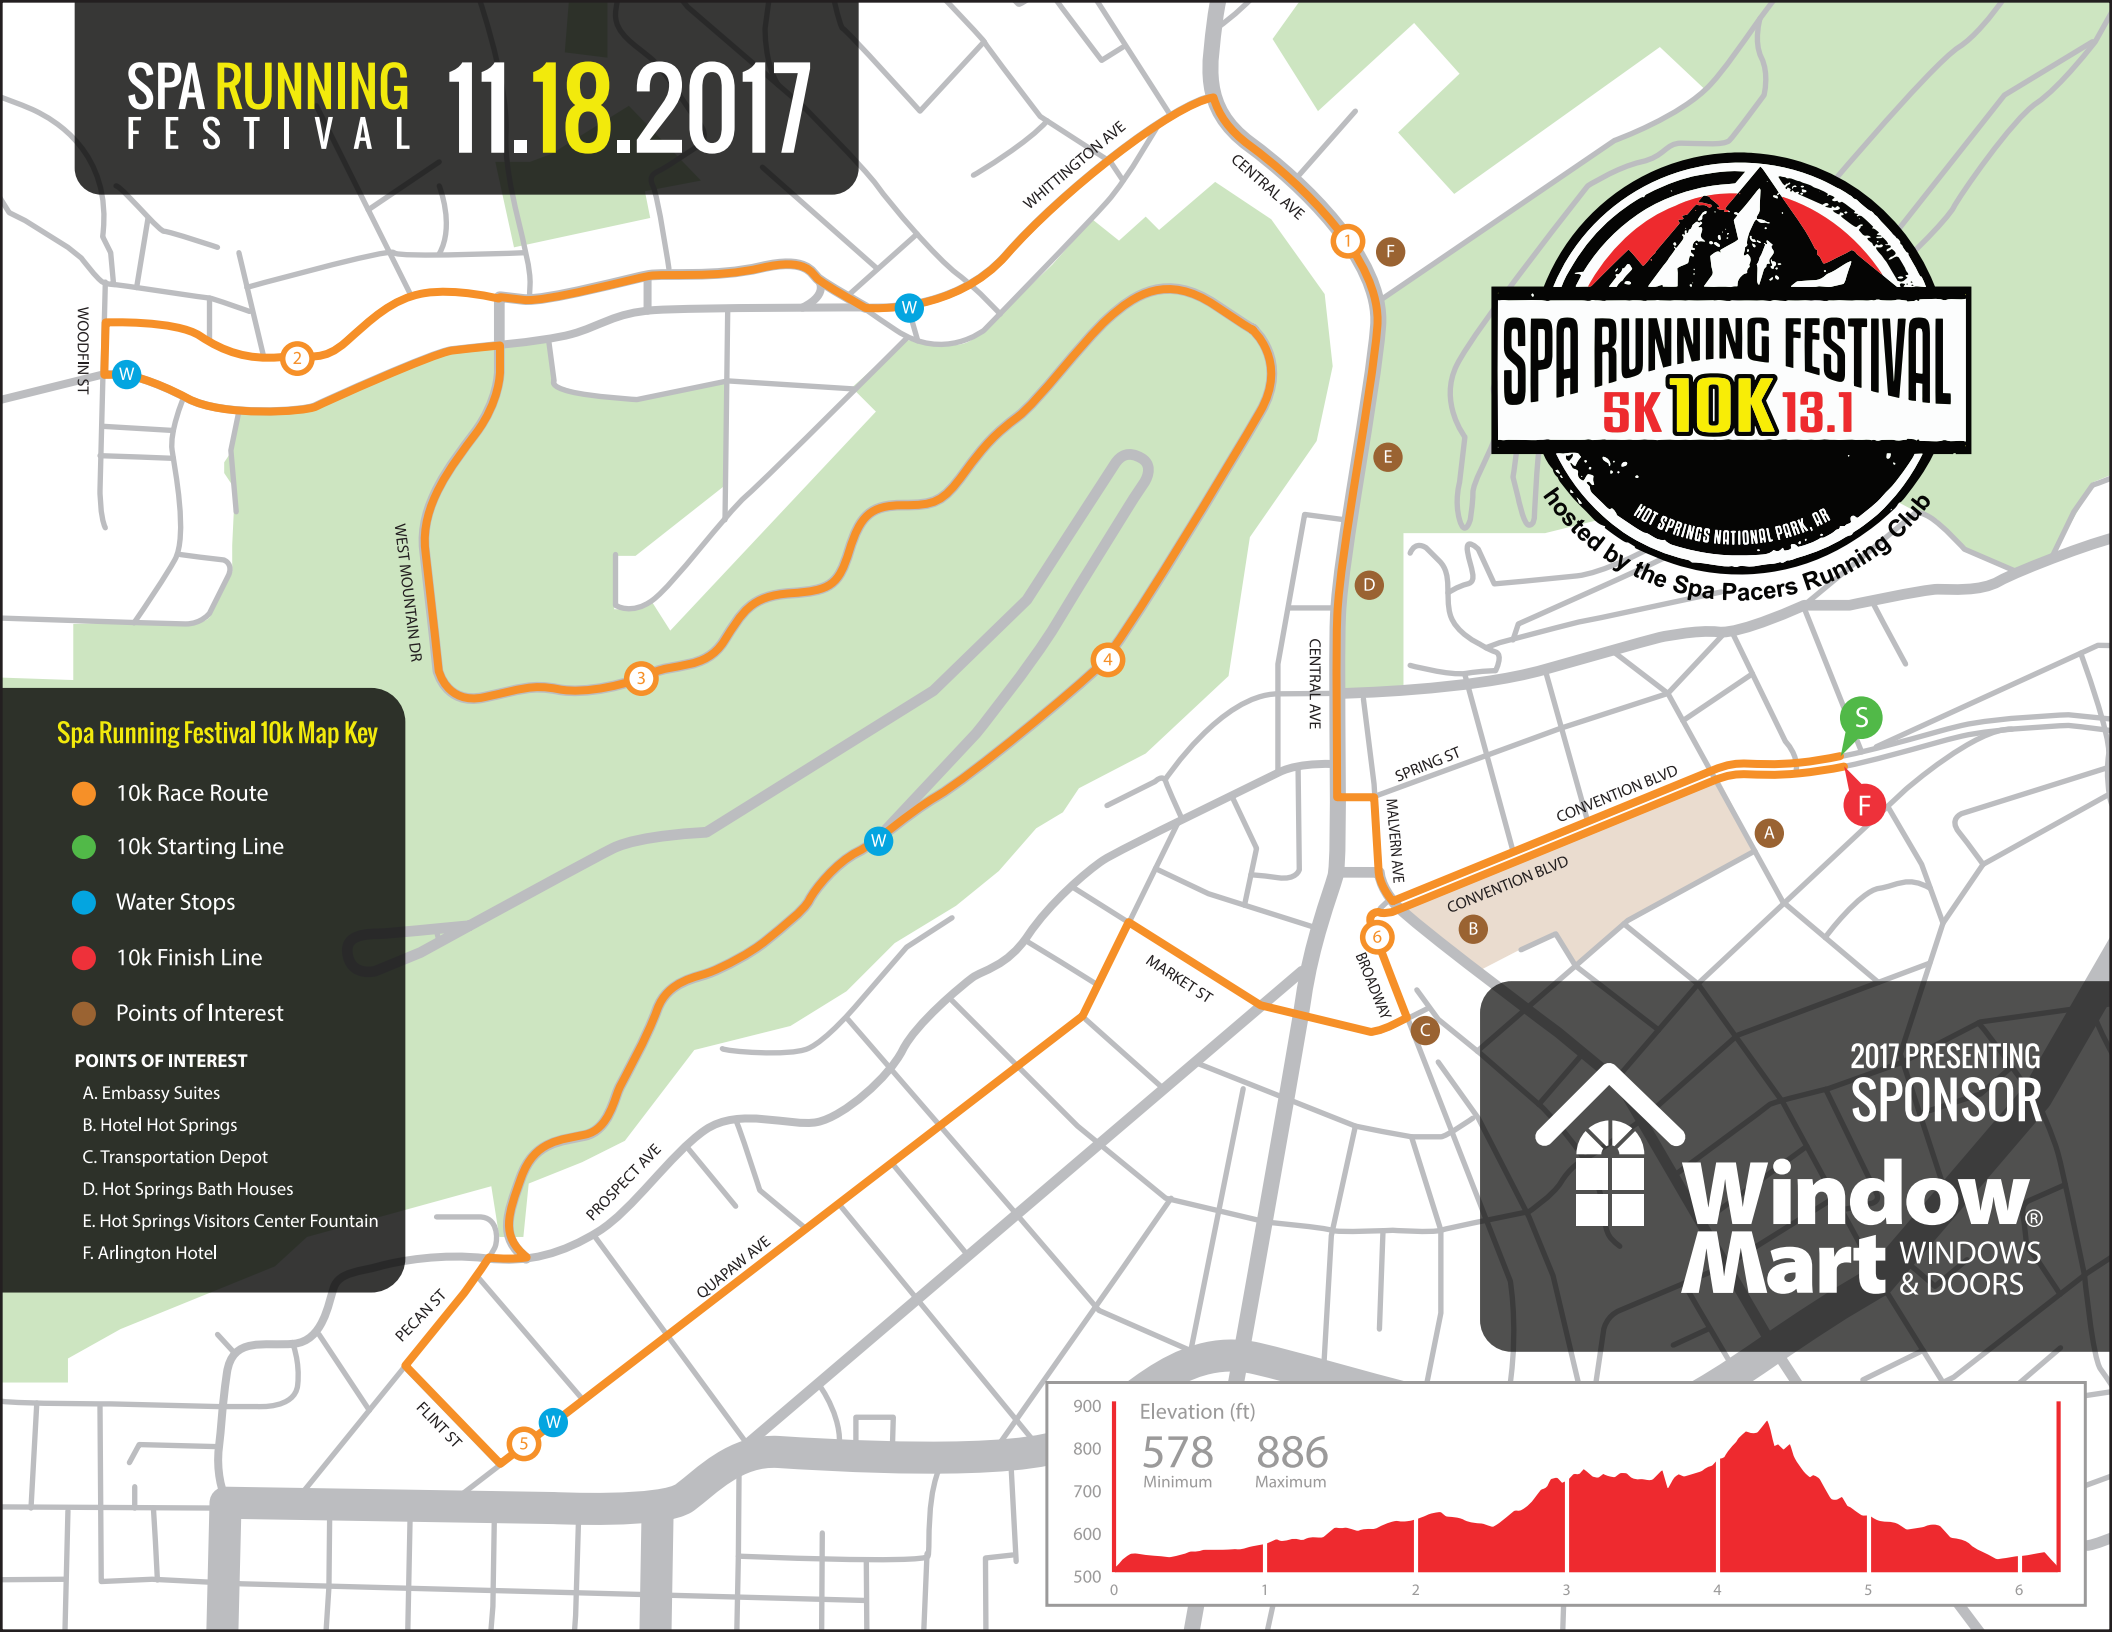 SPA RUNNING
FESTIVAL
11.18.2017
WHITTINGTON AVE
CENTRAL AVE
1
F
WOODFIN ST
W
2
W
E
D
WEST MOUNTAIN DR
3
4
CENTRAL AVE
SPA RUNNING FESTIVAL
5K 10K 13.1
HOT SPRINGS NATIONAL PARK, AR
hosted by the Spa Pacers Running Club
S
F
SPRING ST
CONVENTION BLVD
MALVERN AVE
CONVENTION BLVD
A
B
6
BROADWAY
C
MARKET ST
W
PROSPECT AVE
QUAPAW AVE
PECAN ST
FLINT ST
5
W
Spa Running Festival 10k Map Key
10k Race Route
10k Starting Line
Water Stops
10k Finish Line
Points of Interest
POINTS OF INTEREST
A. Embassy Suites
B. Hotel Hot Springs
C. Transportation Depot
D. Hot Springs Bath Houses
E. Hot Springs Visitors Center Fountain
F. Arlington Hotel
2017 PRESENTING
SPONSOR
Window®
Mart WINDOWS
& DOORS
Elevation (ft)
578 886
Minimum Maximum
900
800
700
600
500
0 1 2 3 4 5 6